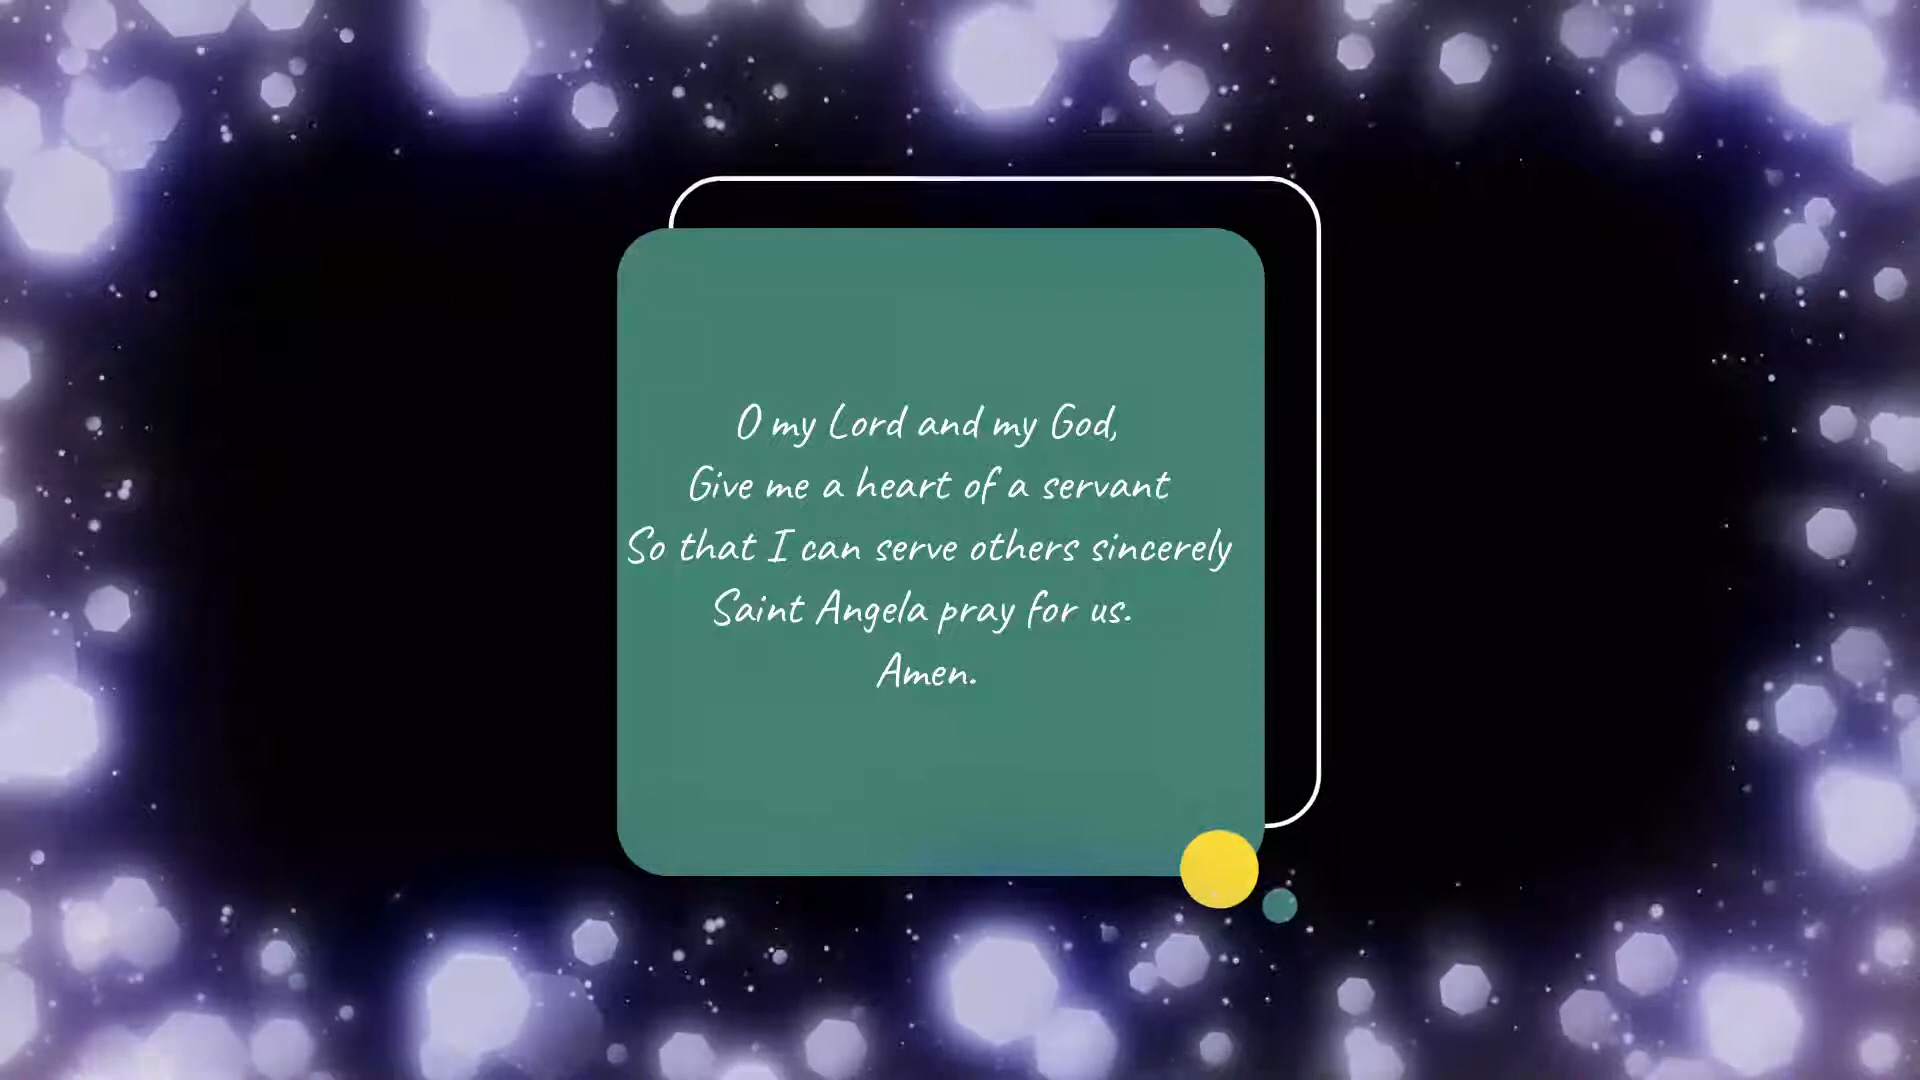 O my Lord and my God,
Give me a heart of a servant
So that I can serve others sincerely
Saint Angela pray for us.
Amen.